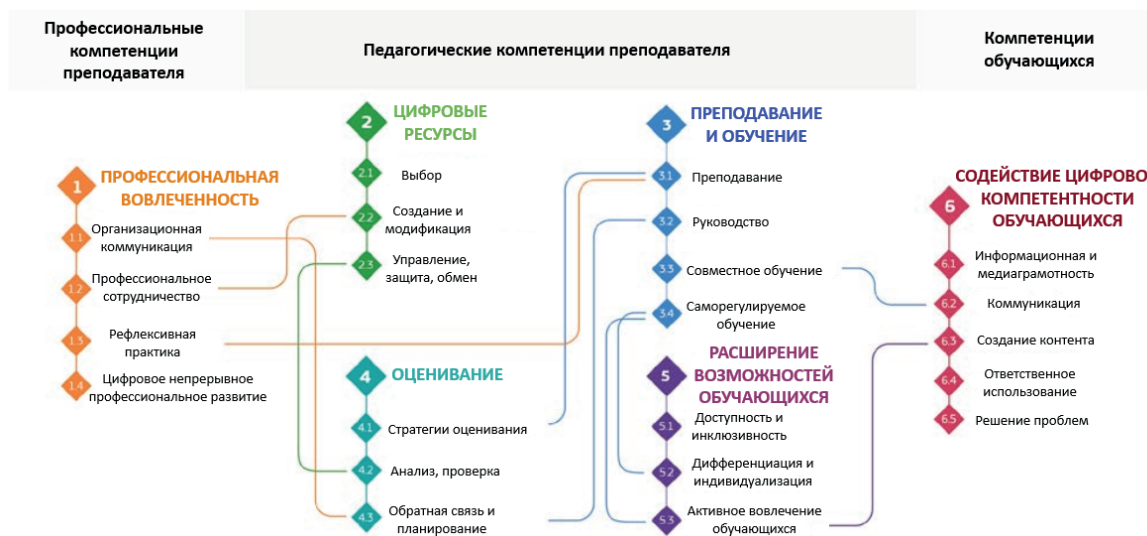 Профессиональные
компетенции
преподавателя
Педагогические компетенции преподавателя
Компетенции
обучающихся
1
ПРОФЕССИОНАЛЬНАЯ
ВОВЛЕЧЕННОСТЬ
1.1
Организационная
коммуникация
1.2
Профессиональное
сотрудничество
1.3
Рефлексивная
практика
1.4
Цифровое непрерывное
профессиональное развитие
2
ЦИФРОВЫЕ
РЕСУРСЫ
2.1
Выбор
2.2
Создание и
модификация
2.3
Управление,
защита, обмен
4
ОЦЕНИВАНИЕ
4.1
Стратегии оценивания
4.2
Анализ, проверка
4.3
Обратная связь и
планирование
3
ПРЕПОДАВАНИЕ
И ОБУЧЕНИЕ
3.1
Преподавание
3.2
Руководство
3.3
Совместное обучение
3.4
Саморегулируемое
обучение
5
РАСШИРЕНИЕ
ВОЗМОЖНОСТЕЙ
ОБУЧАЮЩИХСЯ
5.1
Доступность и
инклюзивность
5.2
Дифференциация и
индивидуализация
5.3
Активное вовлечение
обучающихся
6
СОДЕЙСТВИЕ ЦИФРОВО
КОМПЕТЕНТНОСТИ
ОБУЧАЮЩИХСЯ
6.1
Информационная и
медиаграмотность
6.2
Коммуникация
6.3
Создание контента
6.4
Ответственное
использование
6.5
Решение проблем